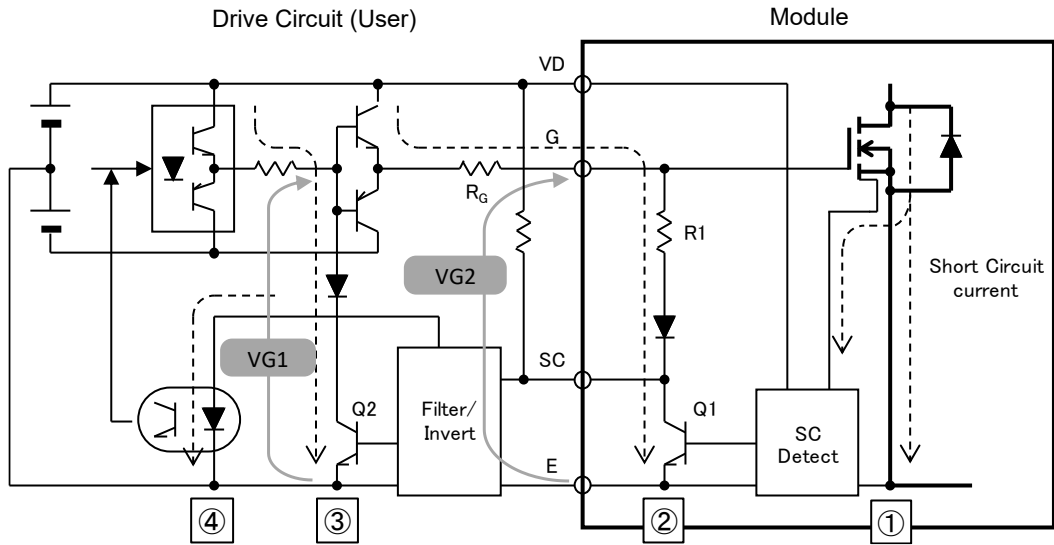 Drive Circuit (User)
Module
VD
G
RG
R1
Short Circuit
current
VG2
VG1
SC
Q2
Filter/
Invert
Q1
SC
Detect
E
④
③
②
①